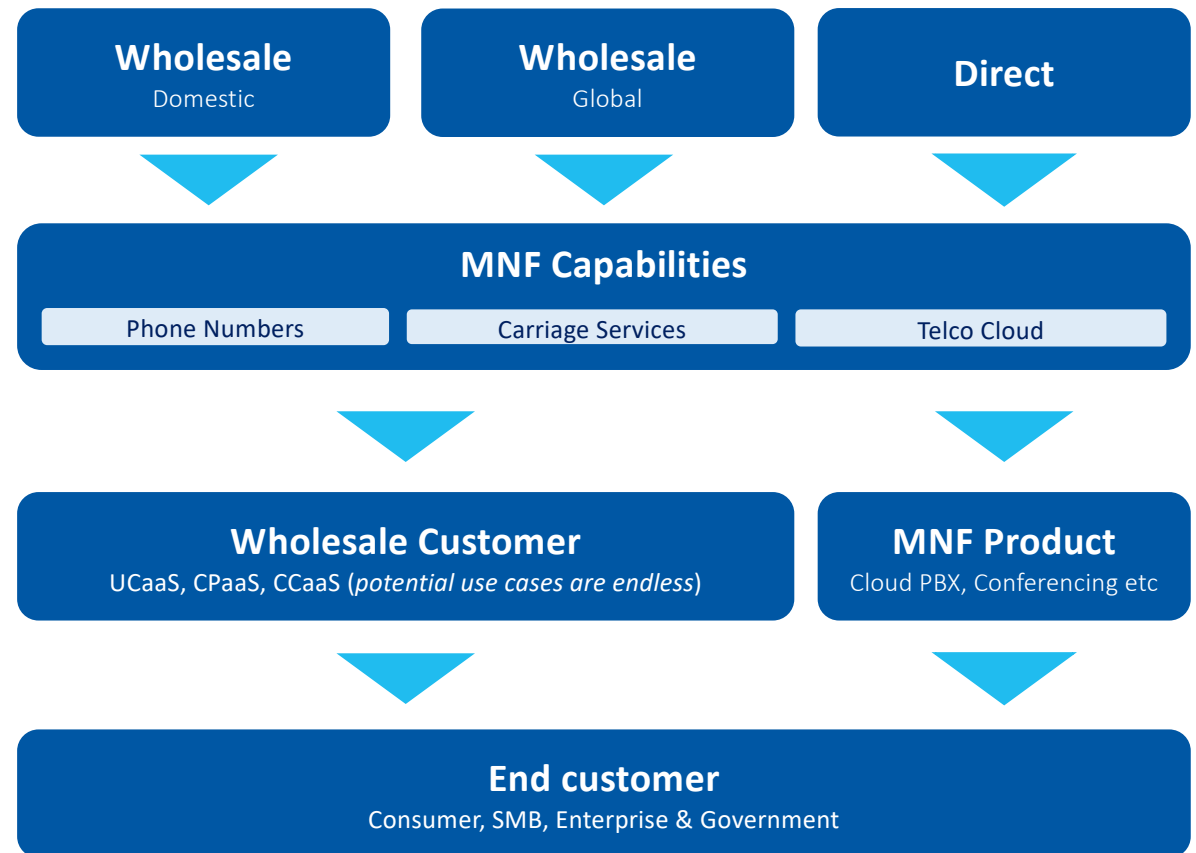 Wholesale
Domestic
Wholesale
Global
Direct
MNF Capabilities
Phone Numbers
Carriage Services
Telco Cloud
Wholesale Customer
UCaaS, CPaaS, CCaaS (potential use cases are endless)
MNF Product
Cloud PBX, Conferencing etc
End customer
Consumer, SMB, Enterprise & Government